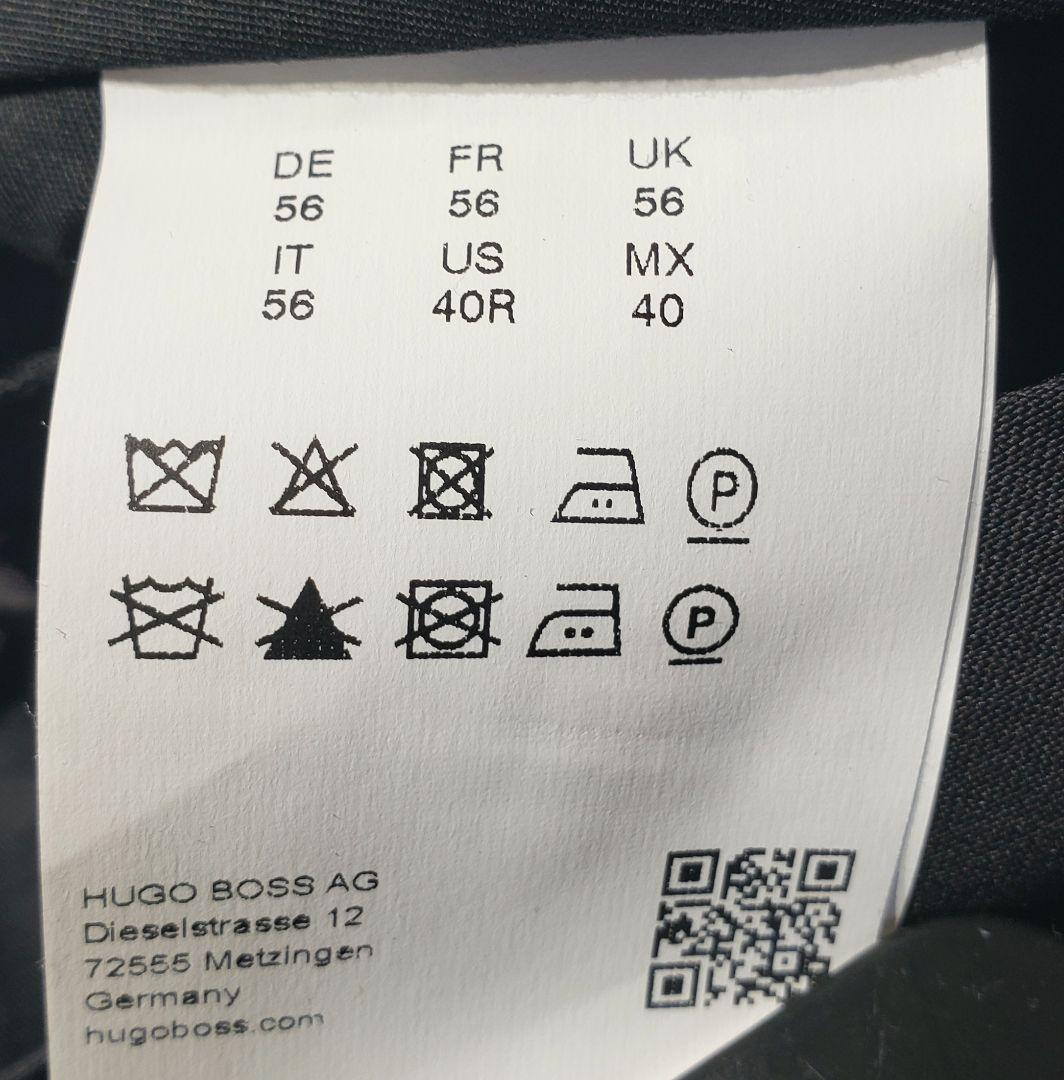 DE FR UK
56 56 56
IT US MX
56 40R 40
P
P
HUGO BOSS AG
Dieselstrasse 12
72555 Metzingen
Germany
hugoboss.com